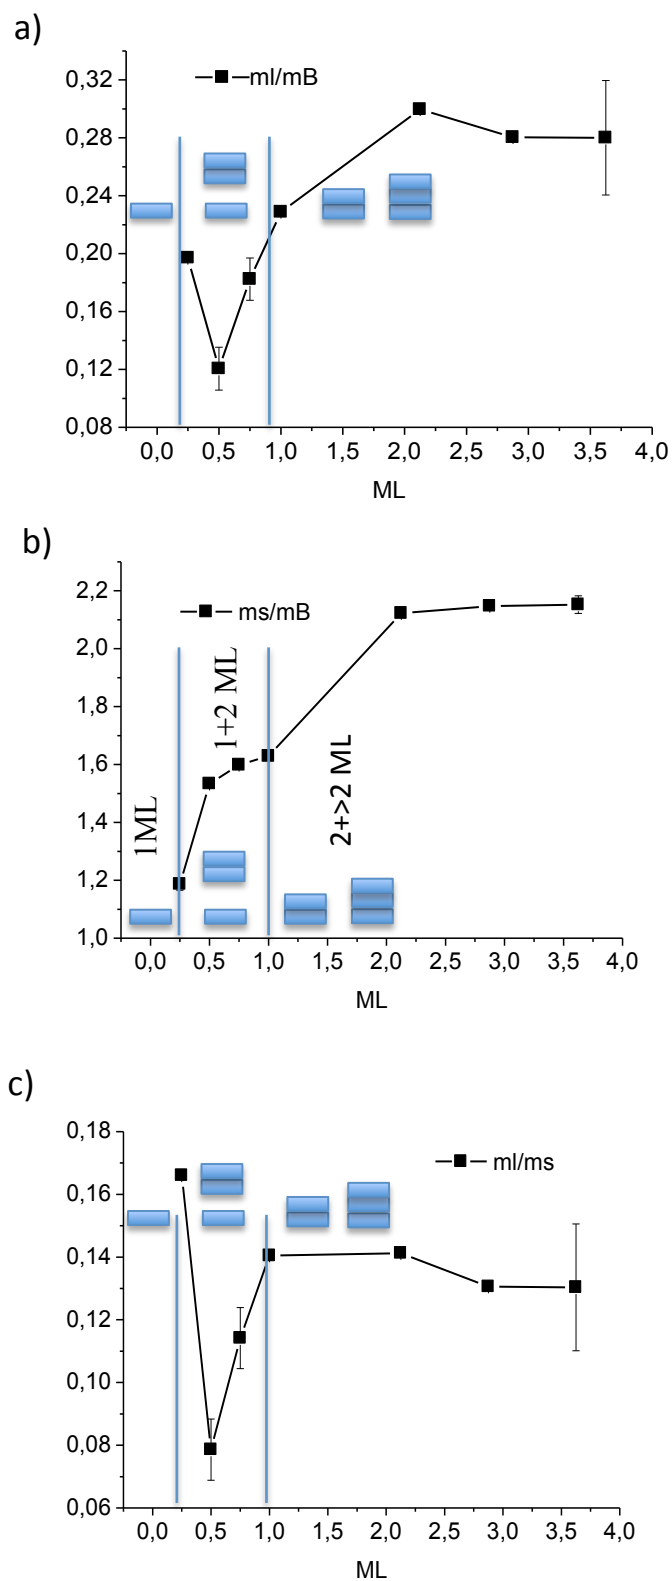 a)
0,32
0,28
0,24
0,20
0,16
0,12
0,08
ml/mB
0,0 0,5 1,0 1,5 2,0 2,5 3,0 3,5 4,0
ML
b)
2,2
2,0
1,8
1,6
1,4
1,2
1,0
ms/mB
1ML
1+2 ML
2+>2 ML
0,0 0,5 1,0 1,5 2,0 2,5 3,0 3,5 4,0
ML
c)
0,18
0,16
0,14
0,12
0,10
0,08
0,06
ml/ms
0,0 0,5 1,0 1,5 2,0 2,5 3,0 3,5 4,0
ML